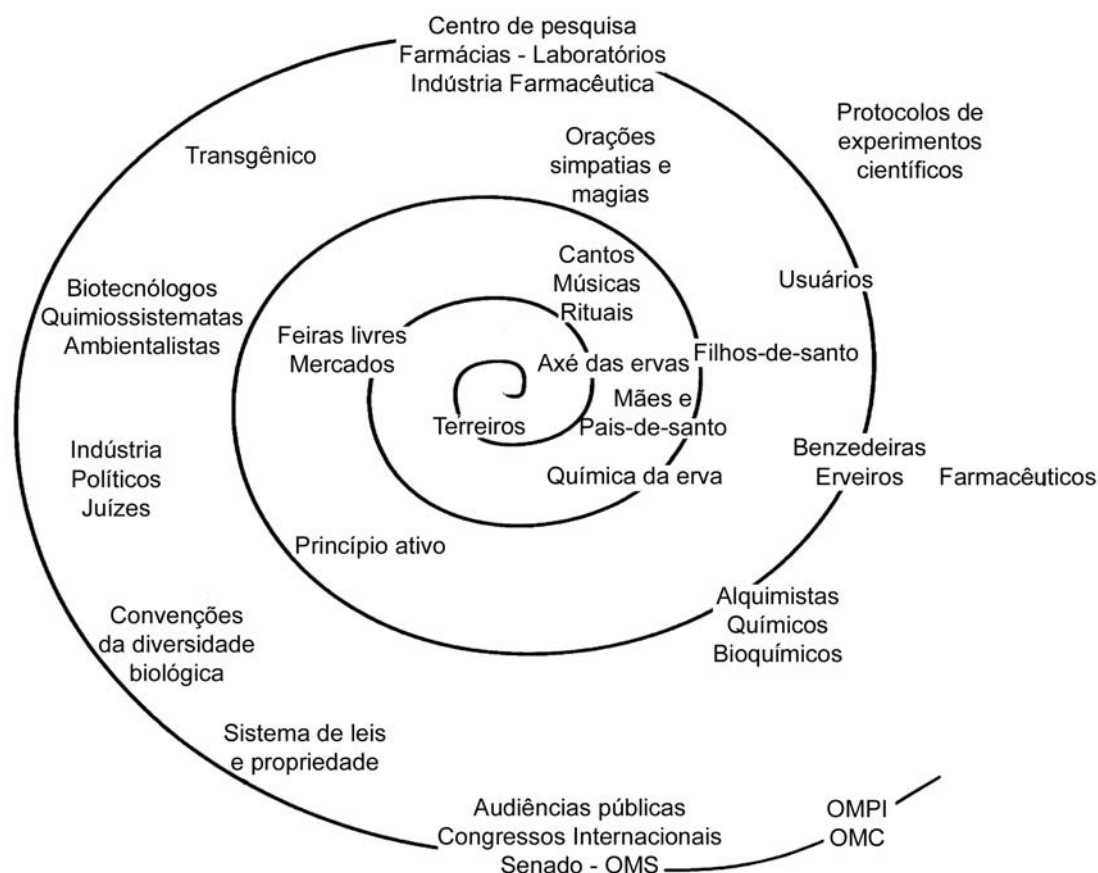 Centro de pesquisa
Farmácias - Laboratórios
Indústria Farmacêutica
Protocolos de
experimentos
científicos
Orações
simpatias e
magias
Transgênico
Cantos
Músicas
Rituais
Usuários
Biotecnólogos
Quimiossistematas
Ambientalistas
Feiras livres
Mercados
Axé das ervas
Filhos-de-santo
Mães e
Pais-de-santo
Terreiros
Indústria
Políticos
Juízes
Benzedeiras
Erveiros
Farmacêuticos
Química da erva
Princípio ativo
Alquimistas
Químicos
Bioquímicos
Convenções
da diversidade
biológica
Sistema de leis
e propriedade
Audiências públicas
Congressos Internacionais
Senado - OMS
OMPI
OMC